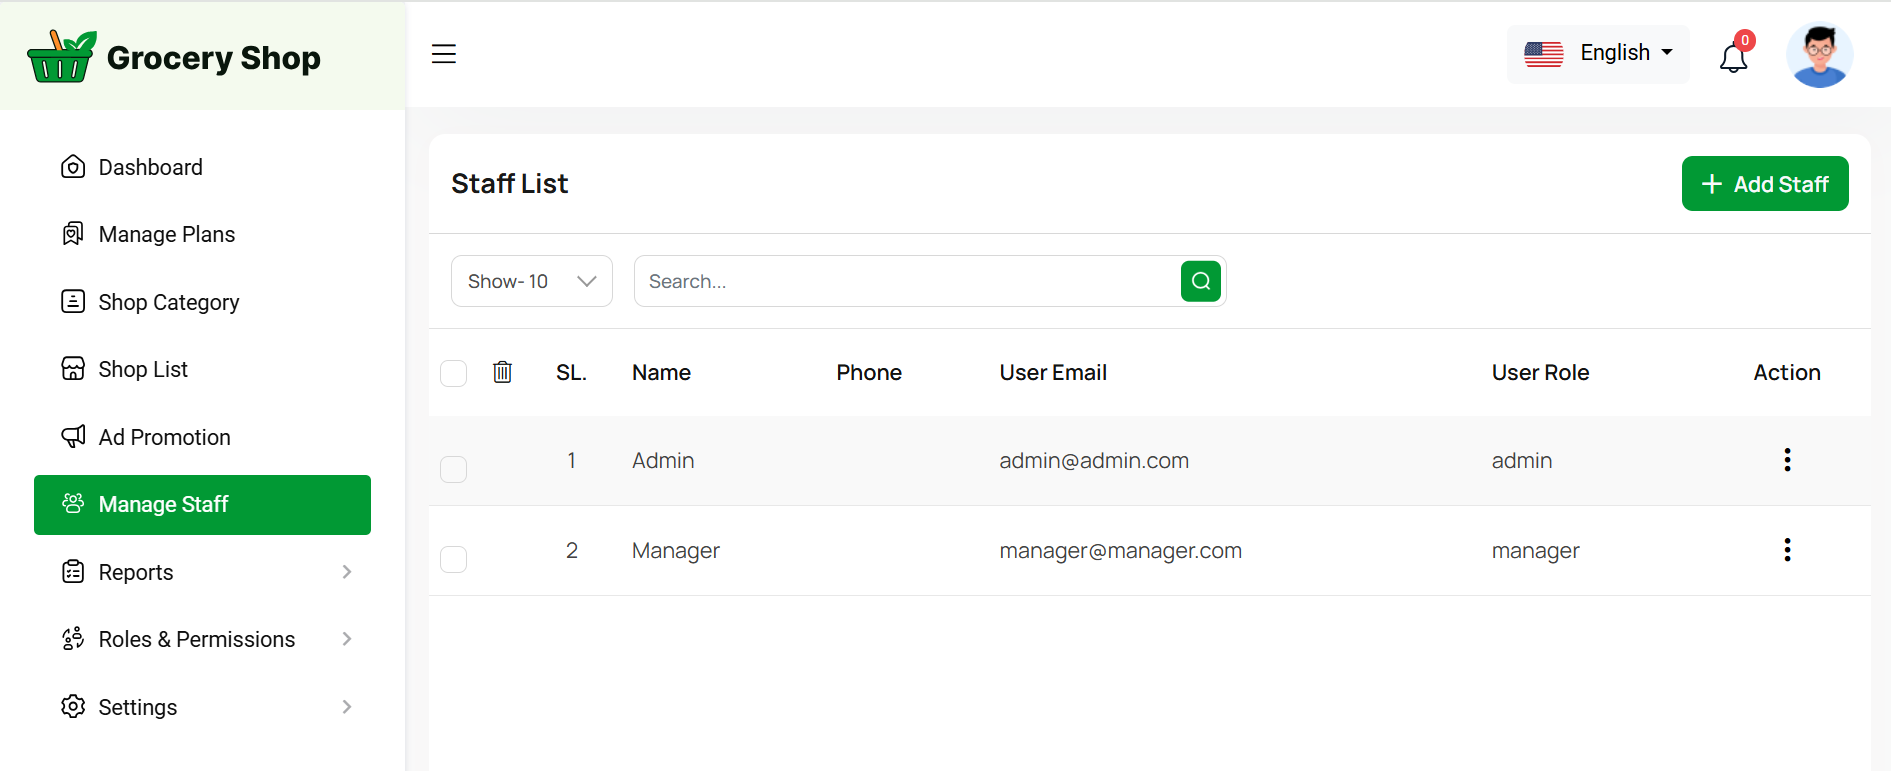 Grocery Shop
English
0
Dashboard
Manage Plans
Shop Category
Shop List
Ad Promotion
Manage Staff
Reports
Roles & Permissions
Settings
Staff List
+ Add Staff
Show- 10
Search...
SL. Name Phone User Email User Role Action
1 Admin admin@admin.com admin
2 Manager manager@manager.com manager